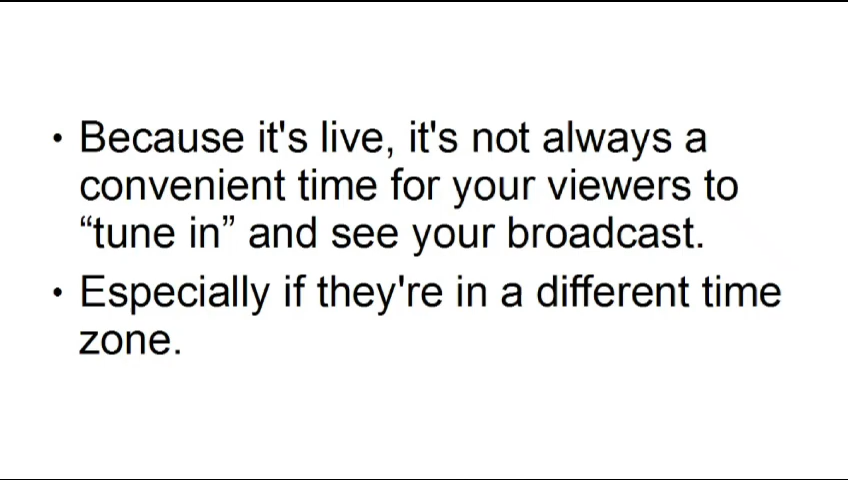 • Because it's live, it's not always a
convenient time for your viewers to
“tune in” and see your broadcast.
• Especially if they're in a different time
zone.